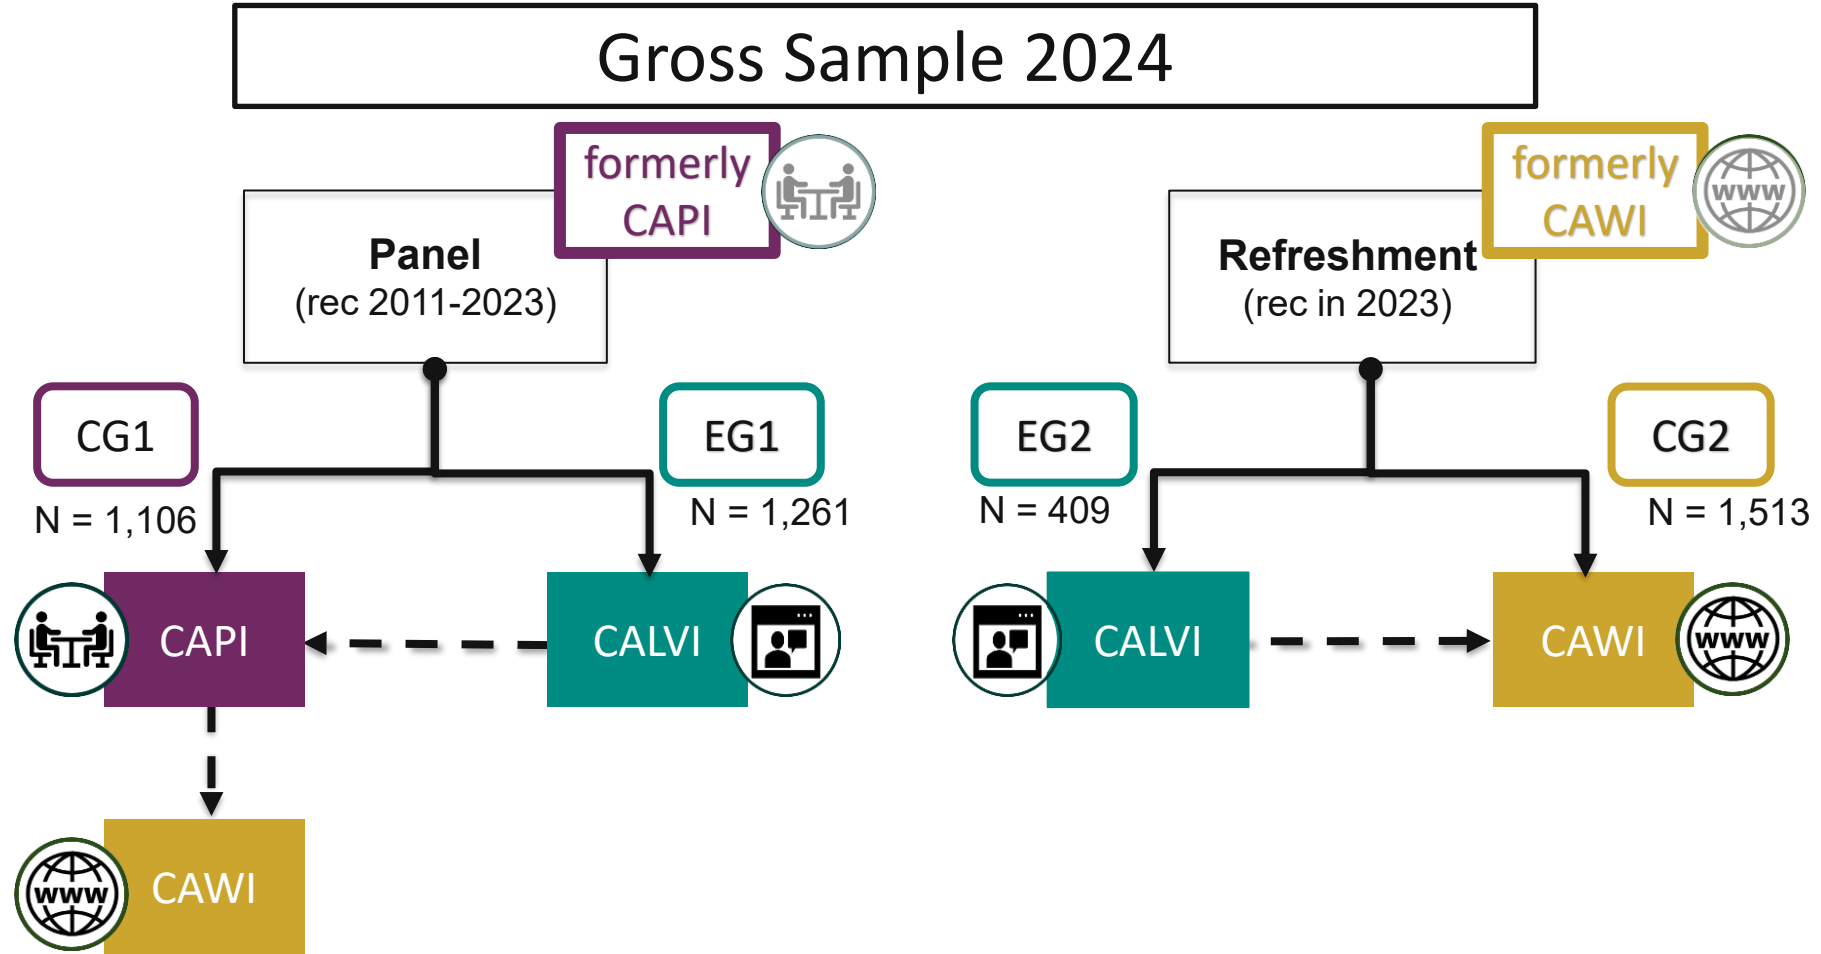 Gross Sample 2024
formerly
CAPI
formerly
CAWI
www
Panel
(rec 2011-2023)
Refreshment
(rec in 2023)
CG1
EG1
EG2
CG2
N = 1,106
N = 1,261
N = 409
N = 1,513
CAPI
CALVI
CALVI
CAWI
www
www
CAWI